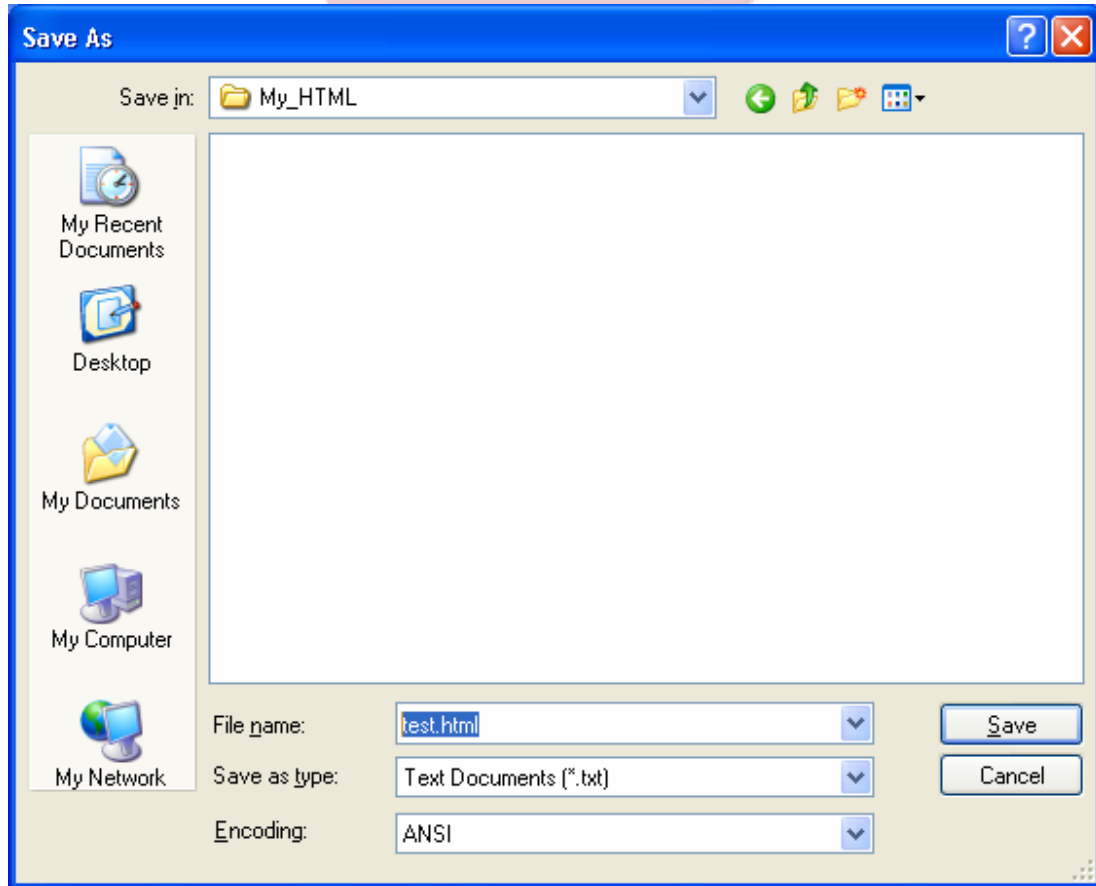 Save As
Save in:
My_HTML
My Recent
Documents
Desktop
My Documents
My Computer
My Network
File name:
test.html
Save
Save as type:
Text Documents (*.txt)
Cancel
Encoding:
ANSI